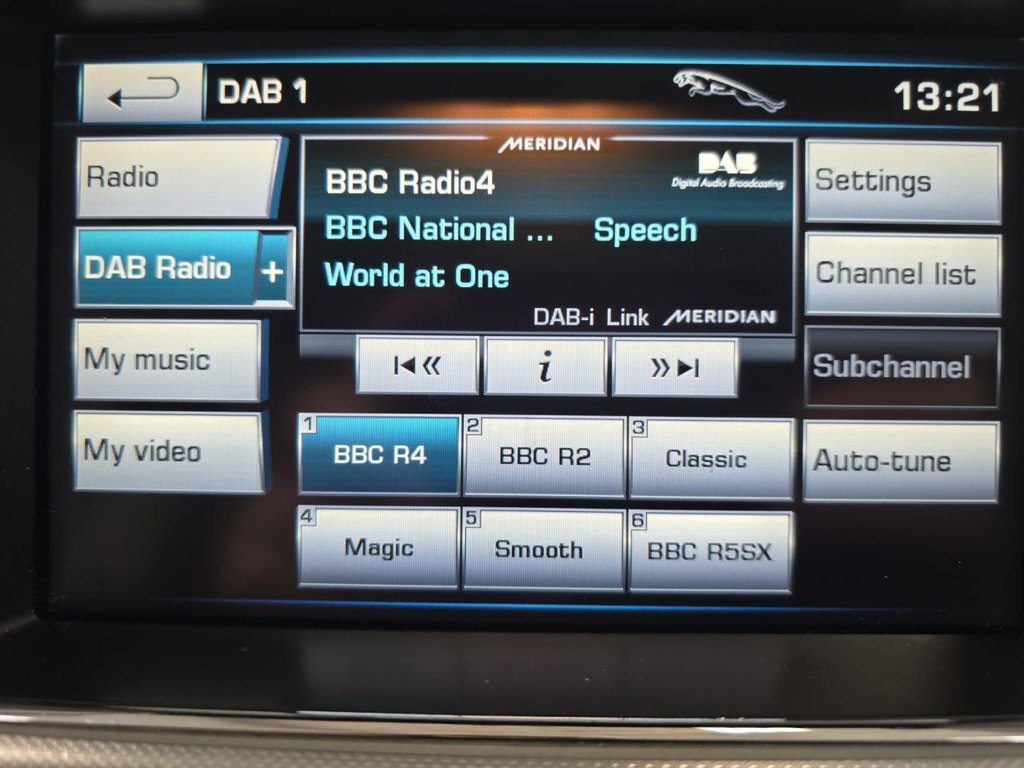 DAB 1
13:21
Radio
DAB Radio +
My music
My video
MERIDIAN
BBC Radio4
DAB
Digital Audio Broadcasting
BBC National ... Speech
World at One
DAB-i Link MERIDIAN
i
1 BBC R4
2 BBC R2
3 Classic
4 Magic
5 Smooth
6 BBC R5SX
Settings
Channel list
Subchannel
Auto-tune